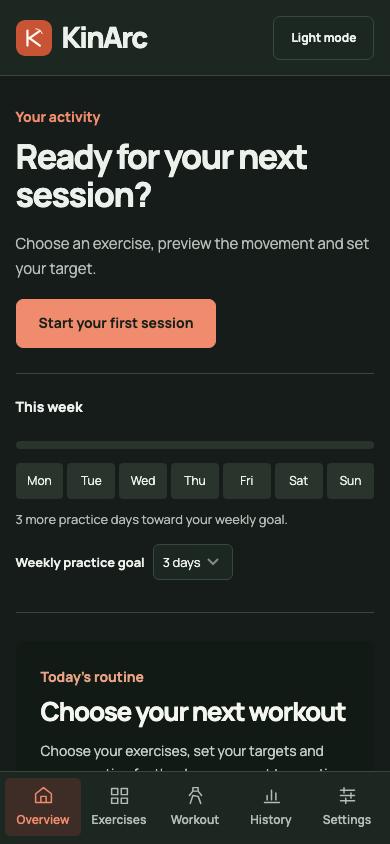 KinArc
Light mode
Your activity
Ready for your next
session?
Choose an exercise, preview the movement and set
your target.
Start your first session
This week
Mon Tue Wed Thu Fri Sat Sun
3 more practice days toward your weekly goal.
Weekly practice goal 3 days
Today's routine
Choose your next workout
Choose your exercises, set your targets and
Overview Exercises Workout History Settings